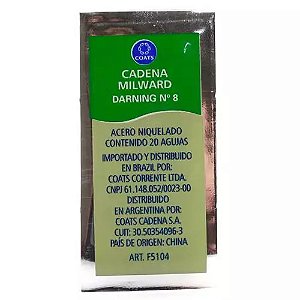 COATS
CADENA
MILWARD
DARNING Nº 8
ACERO NIQUELADO
CONTENIDO 20 AGUJAS
IMPORTADO Y DISTRIBUIDO
EN BRAZIL POR:
COATS CORRENTE LTDA.
CNPJ 61.148.052/0023-00
DISTRIBUIDO
EN ARGENTINA POR:
COATS CADENA S.A.
CUIT: 30.50354096-3
PAÍS DE ORIGEN: CHINA
ART. F5104